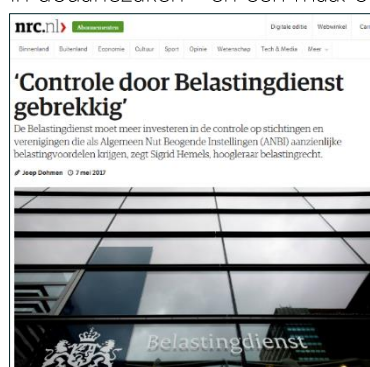 nrc.nl>
Abonneeservice
Digitale editie Webwinkel
Binnenland Buitenland Economie Cultuur Sport Opinie Wetenschap Tech & Media Meer
‘Controle door Belastingdienst
gebrekkig’
De Belastingdienst moet meer investeren in de controle op stichtingen en
verenigingen die als Algemeen Nut Beogende Instellingen (ANBI) aanzienlijke
belastingvoordelen krijgen, zegt Sigrid Hemels, hoogleraar belastingrecht.
Joep Dohmen 7 mei 2017
Belastingdienst